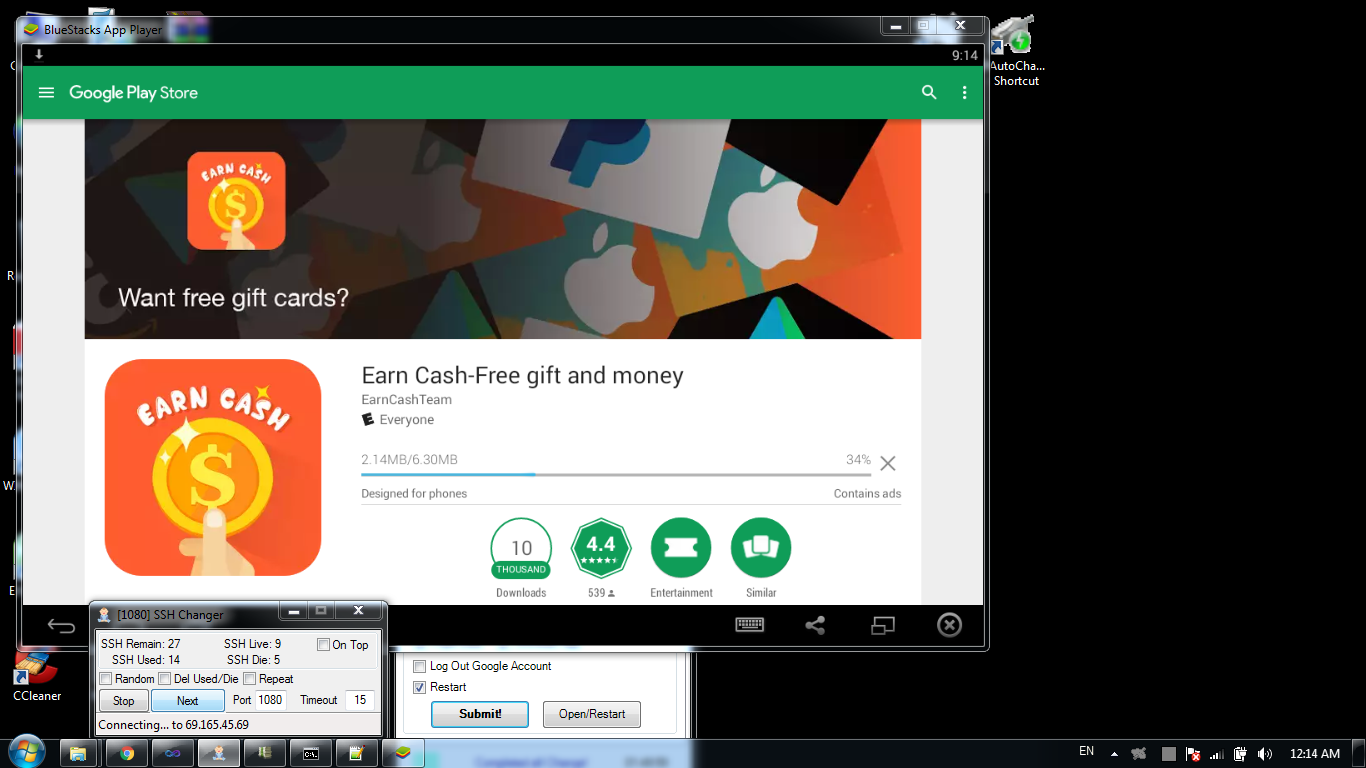 BlueStacks App Player
9:14
AutoCha...
Shortcut
Google Play Store
EARN CASH
$
Want free gift cards?
EARN CASH
$
Earn Cash-Free gift and money
EarnCashTeam
E Everyone
2.14MB/6.30MB
34%
Designed for phones
Contains ads
10
THOUSAND
4.4
Downloads
539
Entertainment
Similar
[1080] SSH Changer
SSH Remain: 27
SSH Live: 9
On Top
SSH Used: 14
SSH Die: 5
Random
Del Used/Die
Repeat
Stop
Next
Port
1080
Timeout
15
Connecting... to 69.165.45.69
Log Out Google Account
Restart
Submit!
Open/Restart
CCleaner
EN
12:14 AM